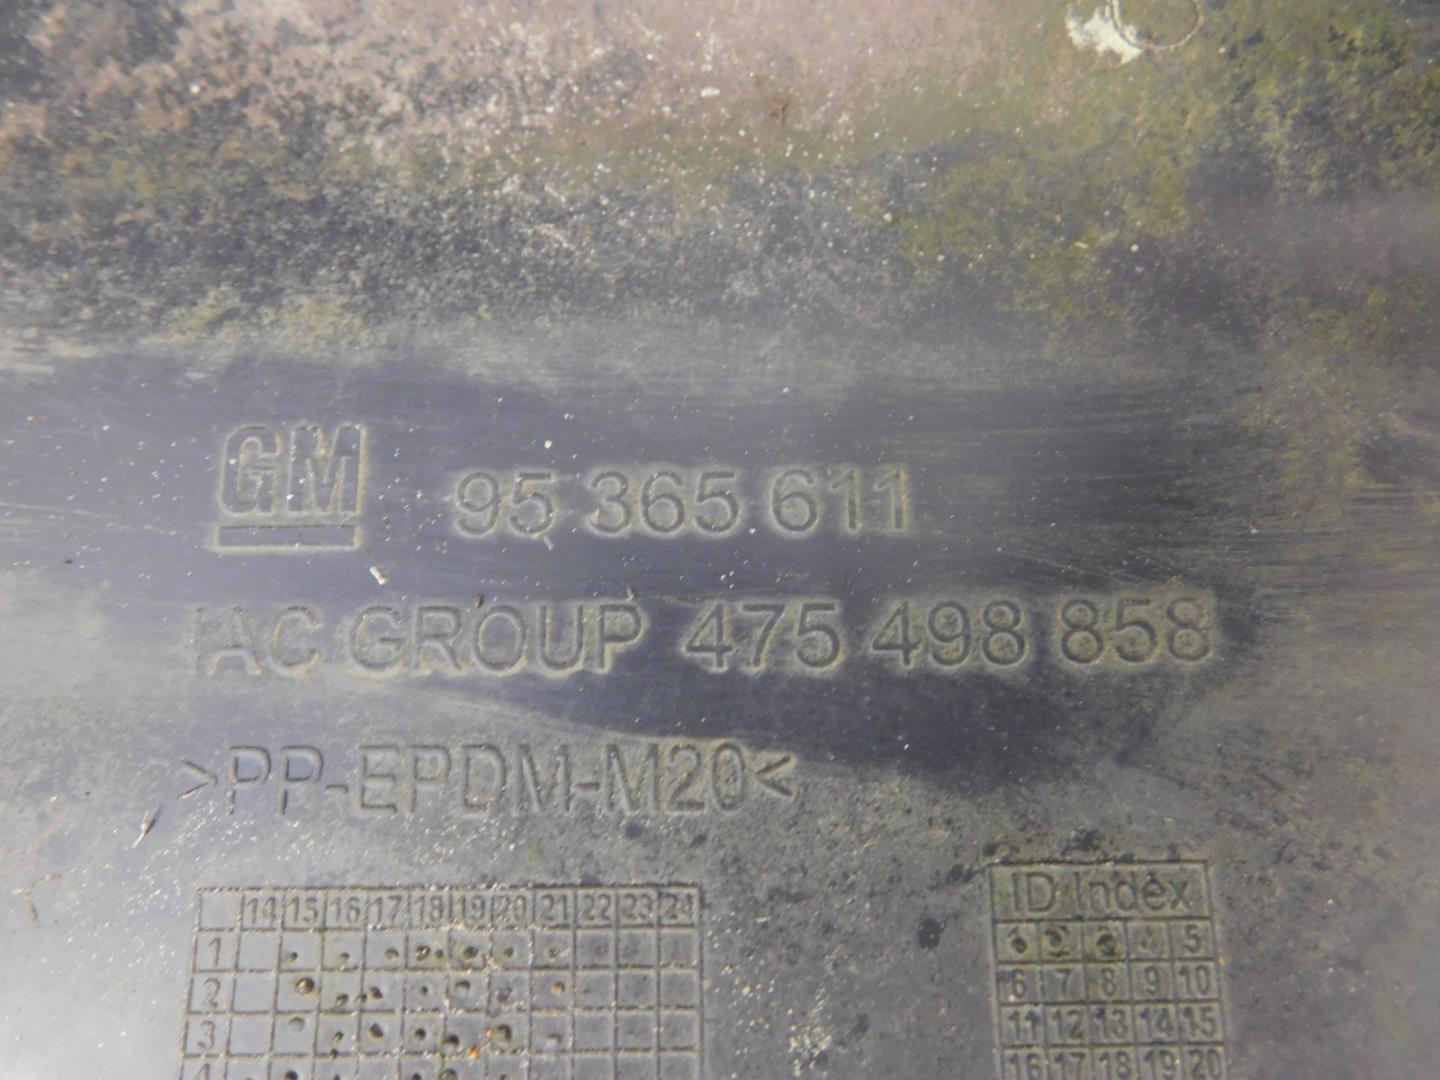 GM 95 365 611
IAC GROUP 475 498 858
>PP-EPDM-M20<
14 15 16 17 18 19 20 21 22 23 24
1
2
3
ID Index
1 2 3 4 5
6 7 8 9 10
11 12 13 14 15
16 17 18 19 20